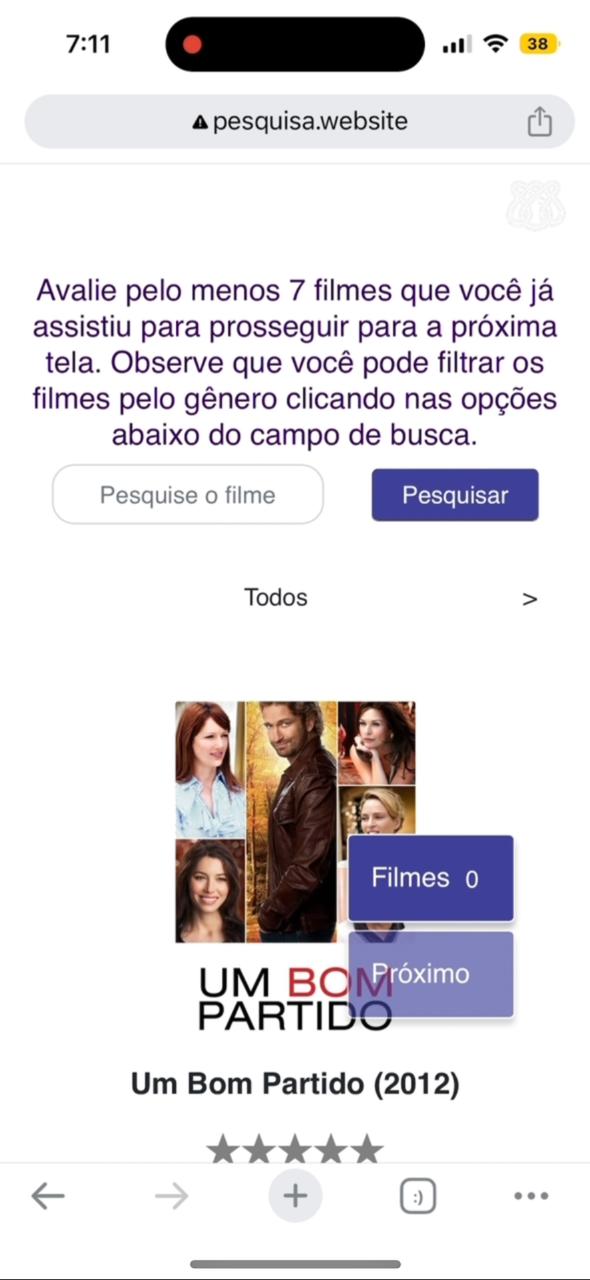 7:11
38
pesquisa.website
Avalie pelo menos 7 filmes que você já
assistiu para prosseguir para a próxima
tela. Observe que você pode filtrar os
filmes pelo gênero clicando nas opções
abaixo do campo de busca.
Pesquise o filme
Pesquisar
Todos
>
Filmes 0
Próximo
UM BOM
PARTIDO
Um Bom Partido (2012)
:)